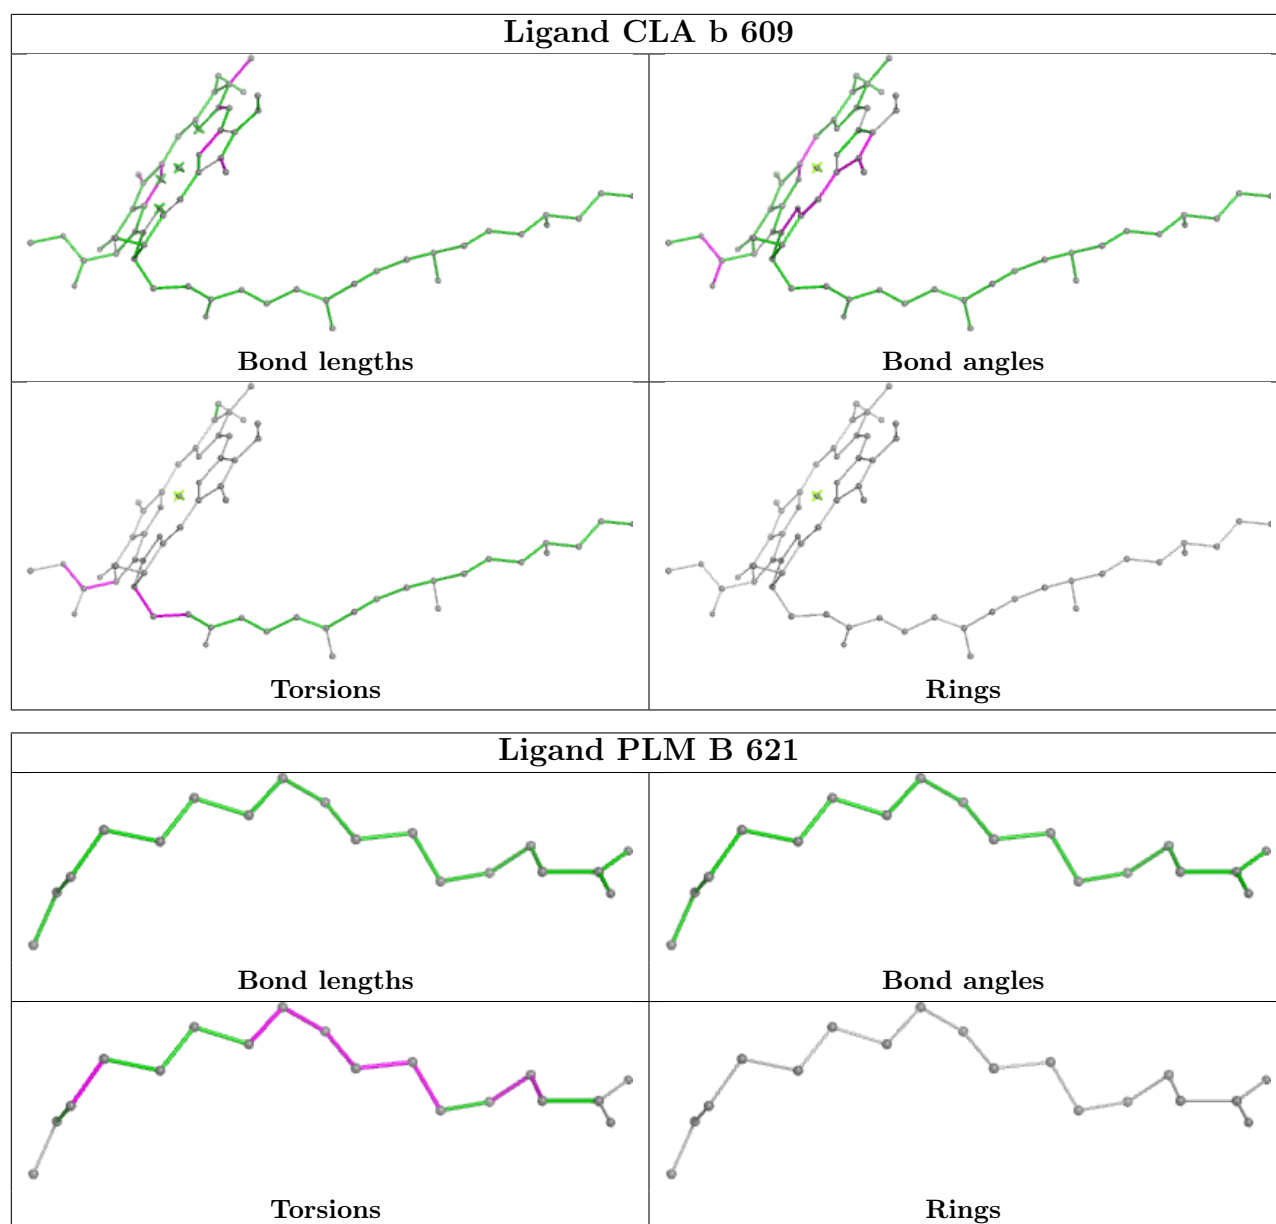 Ligand CLA b 609
Bond lengths
Bond angles
Torsions
Rings
Ligand PLM B 621
Bond lengths
Bond angles
Torsions
Rings